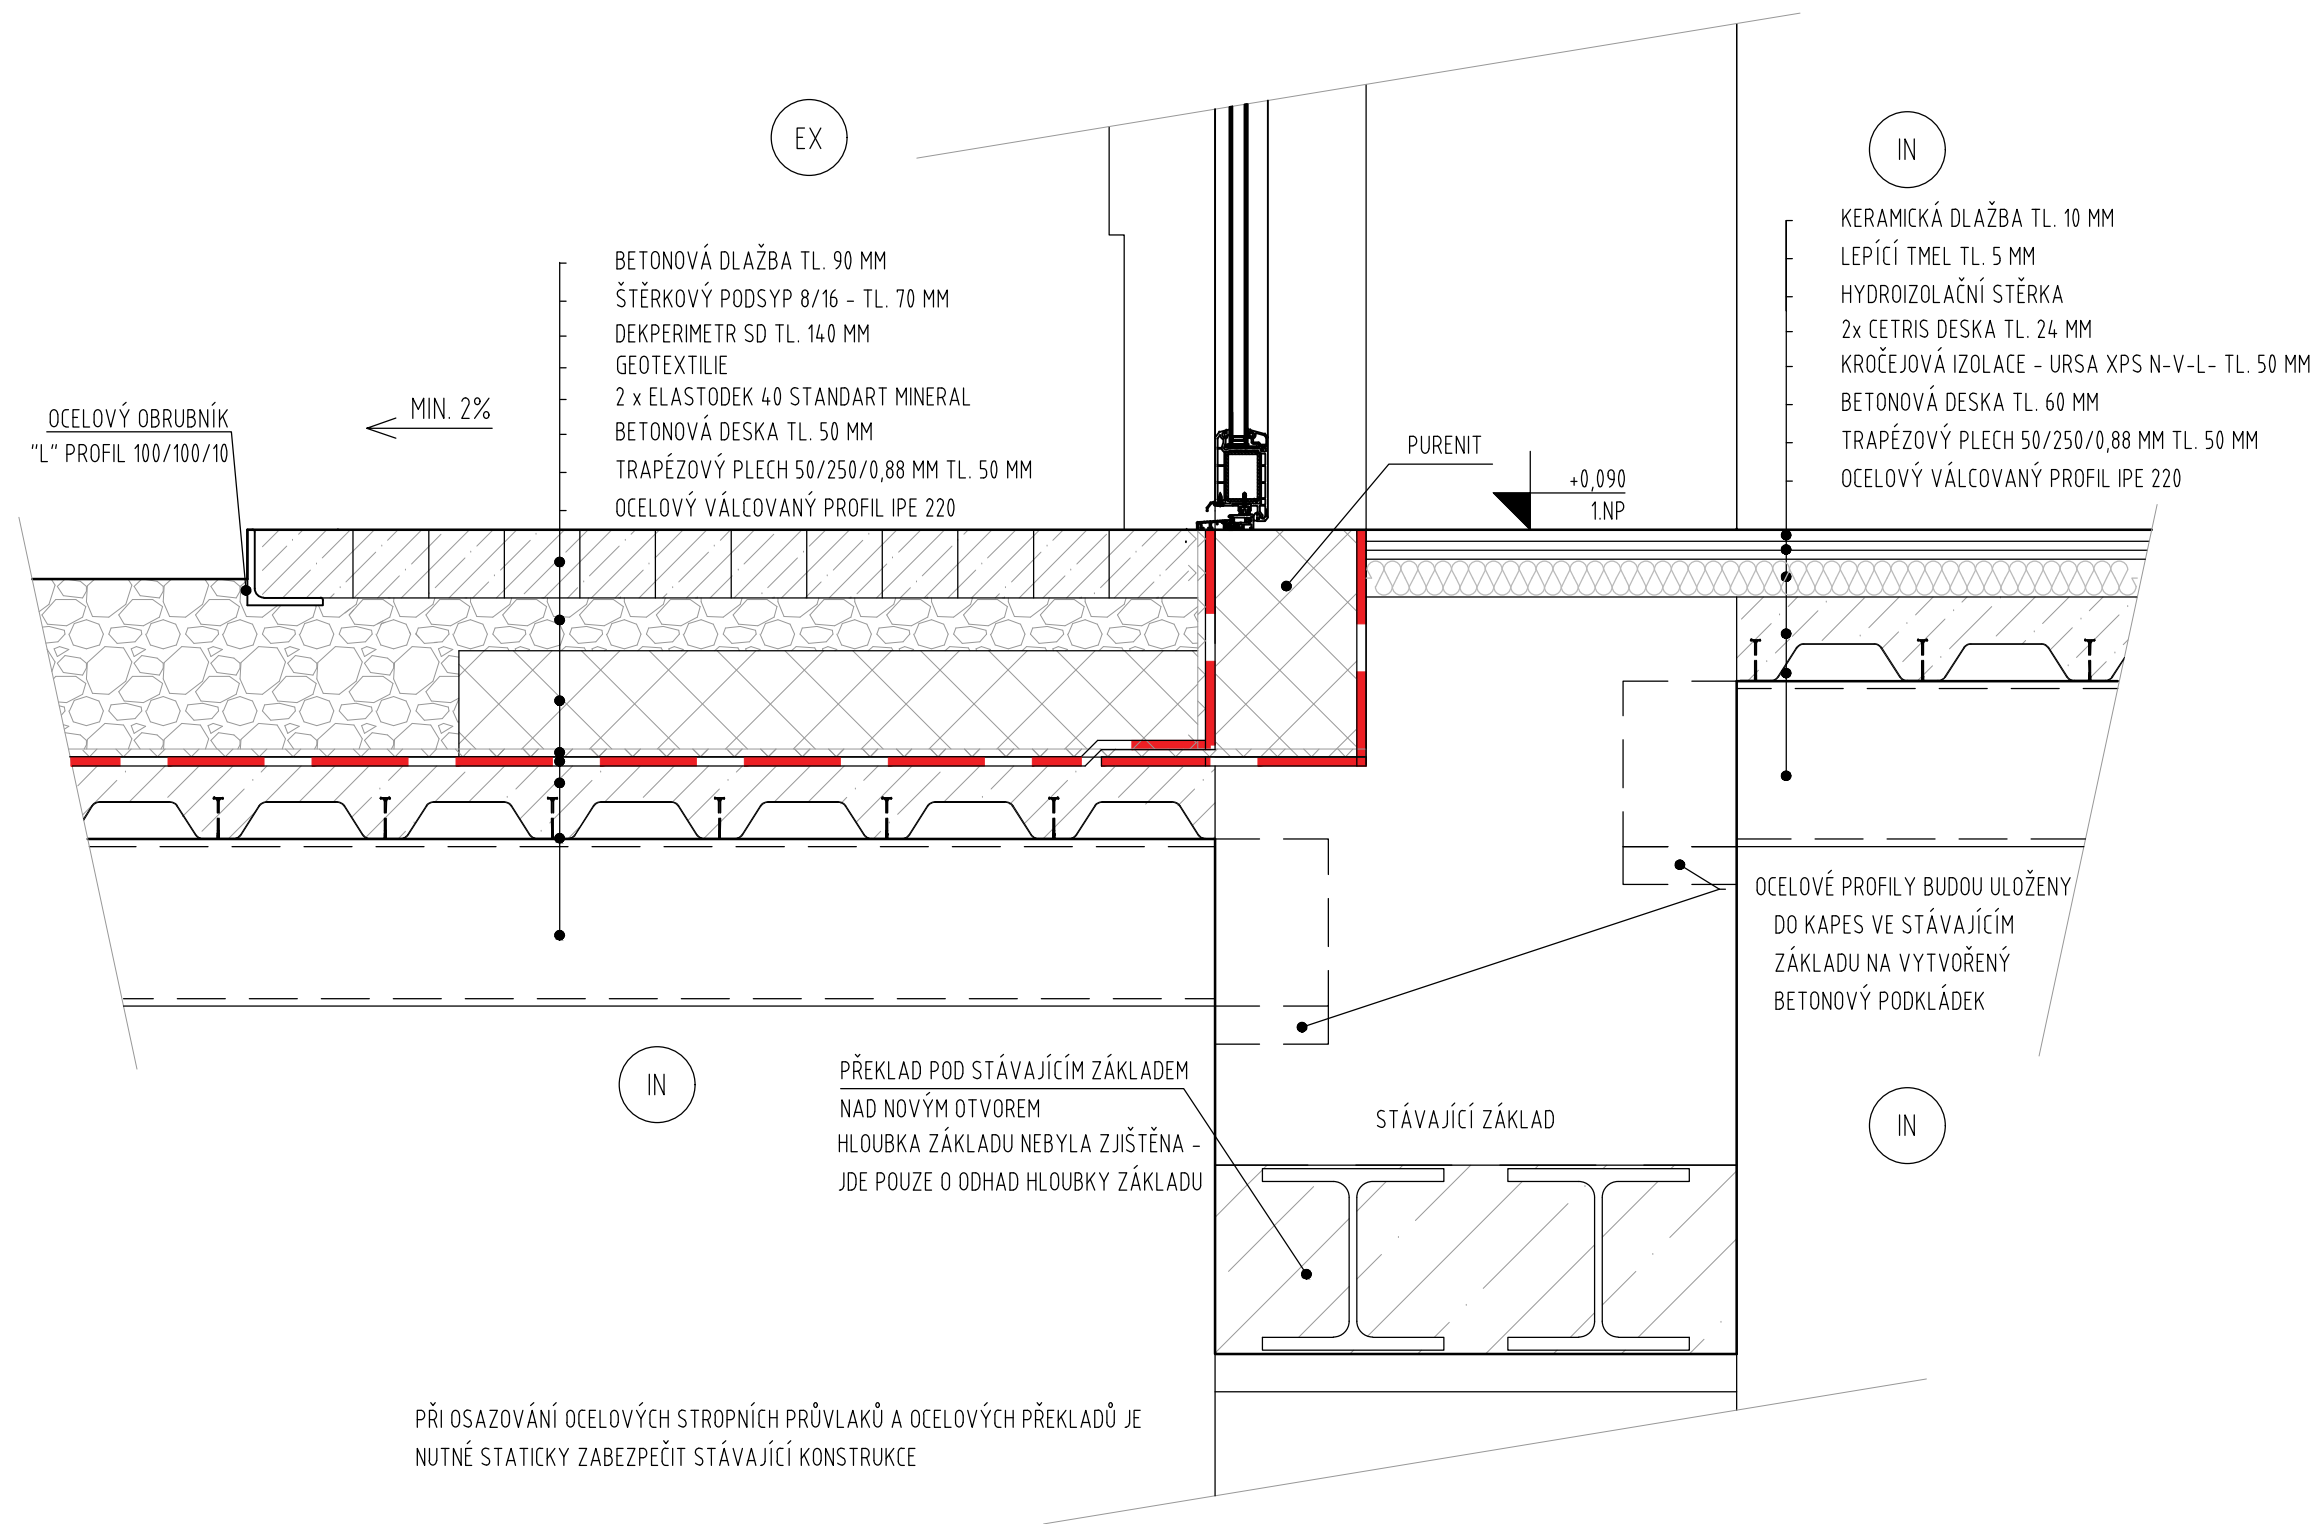 EX
IN
BETONOVÁ DLAŽBA TL. 90 MM
ŠTĚRKOVÝ PODSYP 8/16 - TL. 70 MM
DEKPERIMETR SD TL. 140 MM
GEOTEXTILIE
2 x ELASTODEK 40 STANDART MINERAL
BETONOVÁ DESKA TL. 50 MM
TRAPÉZOVÝ PLECH 50/250/0,88 MM TL. 50 MM
OCELOVÝ VÁLCOVANÝ PROFIL IPE 220
KERAMICKÁ DLAŽBA TL. 10 MM
LEPÍCÍ TMEL TL. 5 MM
HYDROIZOLAČNÍ STĚRKA
2x CETRIS DESKA TL. 24 MM
KROČEJOVÁ IZOLACE - URSA XPS N-V-L- TL. 50 MM
BETONOVÁ DESKA TL. 60 MM
TRAPÉZOVÝ PLECH 50/250/0,88 MM TL. 50 MM
OCELOVÝ VÁLCOVANÝ PROFIL IPE 220
OCELOVÝ OBRUBNÍK
"L" PROFIL 100/100/10
MIN. 2%
PURENIT
+0,090
1.NP
OCELOVÉ PROFILY BUDOU ULOŽENY
DO KAPES VE STÁVAJÍCÍM
ZÁKLADU NA VYTVOŘENÝ
BETONOVÝ PODKLÁDEK
IN
PŘEKLAD POD STÁVAJÍCÍM ZÁKLADEM
NAD NOVÝM OTVOREM
HLOUBKA ZÁKLADU NEBYLA ZJIŠTĚNA -
JDE POUZE O ODHAD HLOUBKY ZÁKLADU
STÁVAJÍCÍ ZÁKLAD
IN
PŘI OSAZOVÁNÍ OCELOVÝCH STROPNÍCH PRŮVLAKŮ A OCELOVÝCH PŘEKLADŮ JE
NUTNÉ STATICKY ZABEZPEČIT STÁVAJÍCÍ KONSTRUKCE